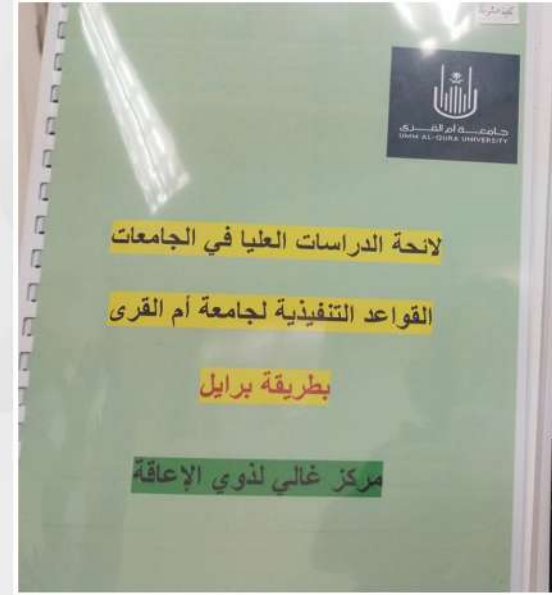 جامعة أم القرى
UMM AL-QURA UNIVERSITY
لائحة الدراسات العليا في الجامعات
القواعد التنفيذية لجامعة أم القرى
بطريقة برايل
مركز غالي لذوي الإعاقة